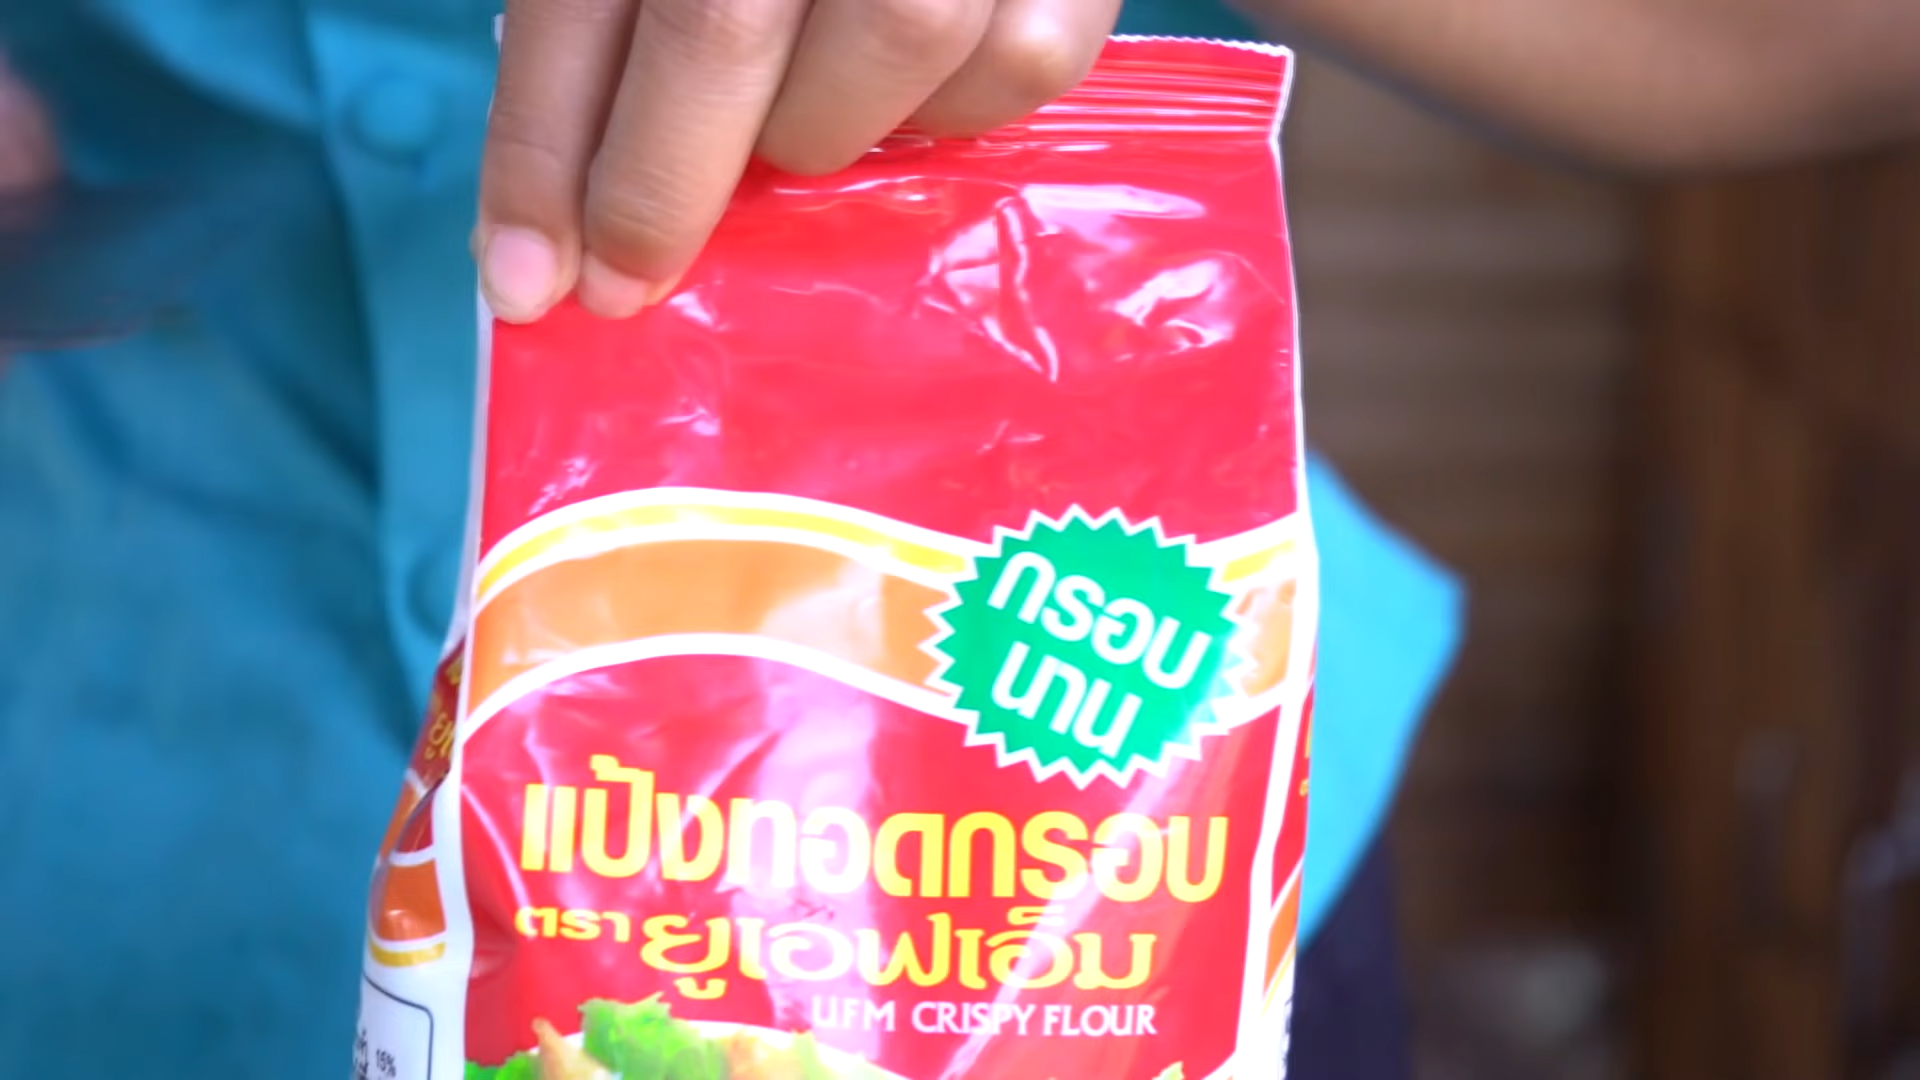 กรอบ
นาน
แป้งทอดกรอบ
ตรา ยูเอฟเอ็ม
UFM CRISPY FLOUR
15%